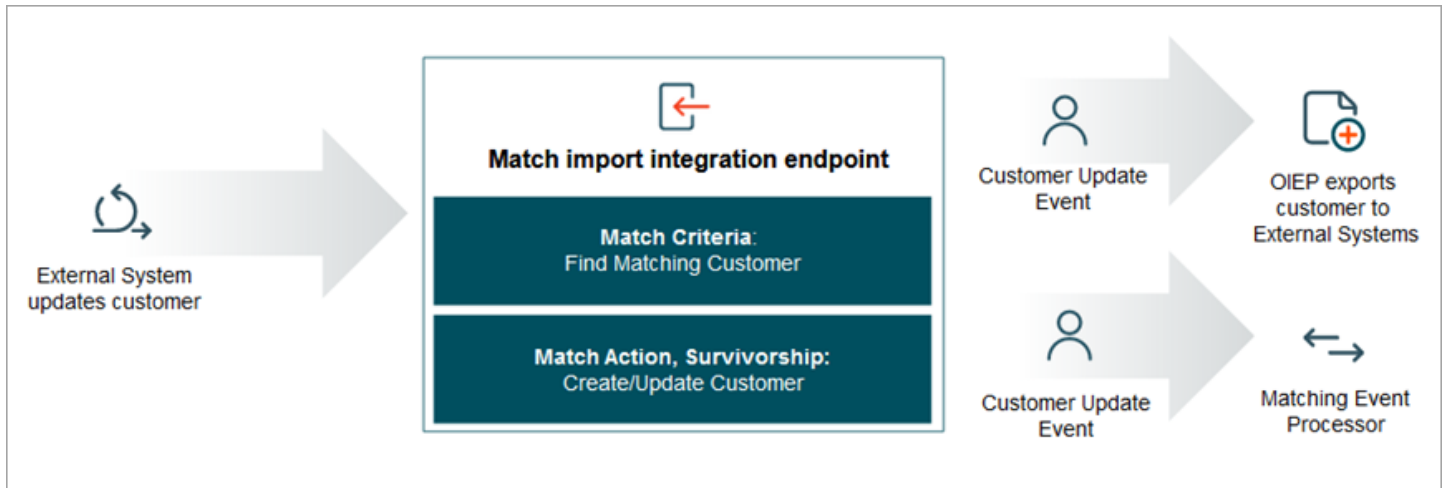 External System
updates customer
Match import integration endpoint
Match Criteria:
Find Matching Customer
Match Action, Survivorship:
Create/Update Customer
Customer Update
Event
OIEP exports
customer to
External Systems
Customer Update
Event
Matching Event
Processor